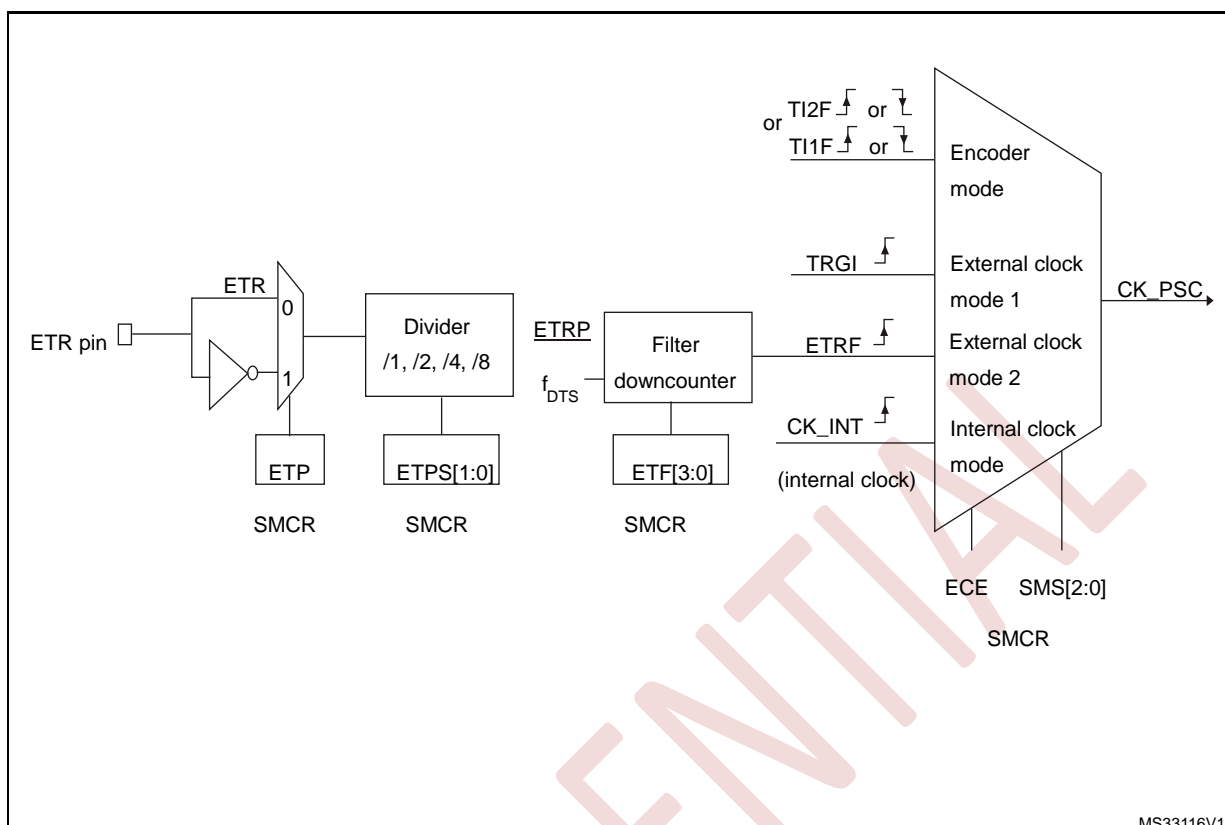 TI2F or
or
TI1F or
Encoder
mode
TRGI
External clock
mode 1
CK_PSC
ETR
0
1
ETR pin
Divider
/1, /2, /4, /8
ETRP
f DTS
Filter
downcounter
ETRF
External clock
mode 2
CK_INT
Internal clock
mode
(internal clock)
ETP
ETPS[1:0]
ETF[3:0]
SMCR
SMCR
SMCR
ECE
SMS[2:0]
SMCR
ENTIAL
MS33116V1